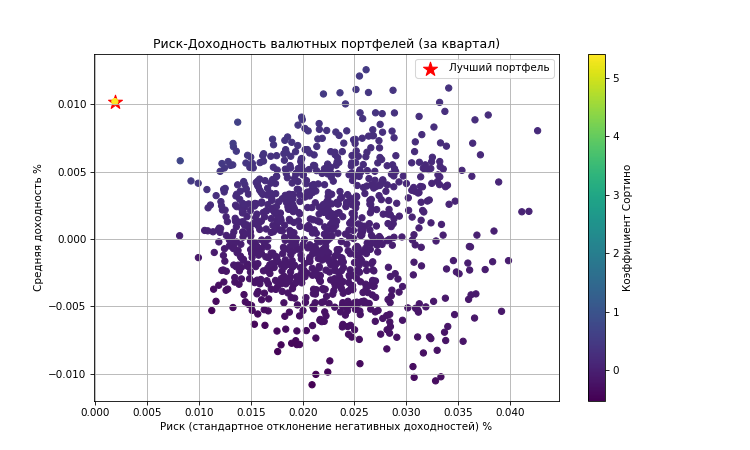 Риск-Доходность валютных портфелей (за квартал)
Лучший портфель
Средняя доходность %
0.010
0.005
0.000
−0.005
−0.010
0.000 0.005 0.010 0.015 0.020 0.025 0.030 0.035 0.040
Риск (стандартное отклонение негативных доходностей) %
5
4
3
2
1
0
Коэффициент Сортино